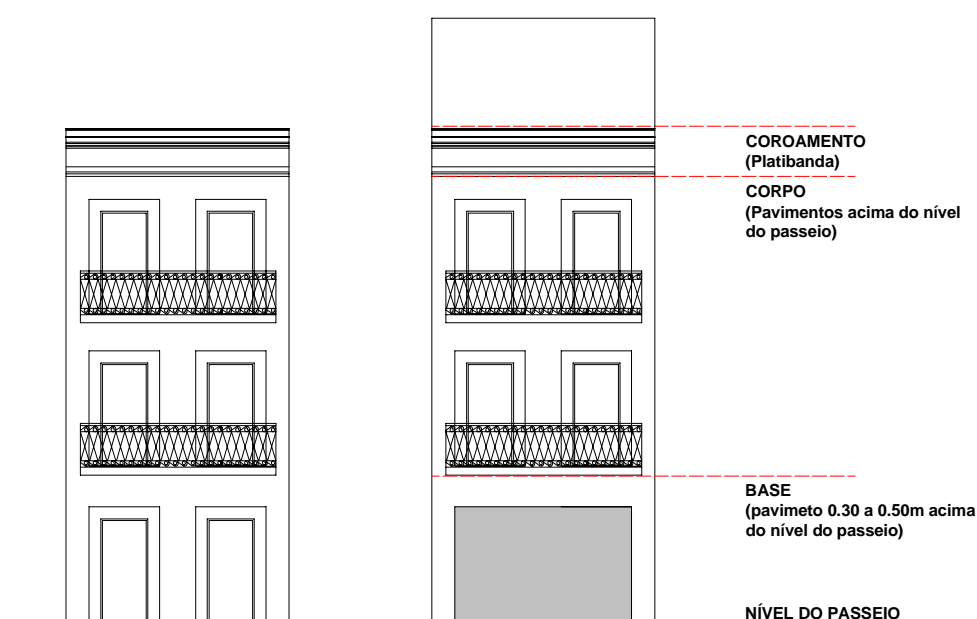 COROAMENTO
(Platibanda)
CORPO
(Pavimentos acima do nível
do passeio)
BASE
(pavimeto 0.30 a 0.50m acima
do nível do passeio)
NÍVEL DO PASSEIO